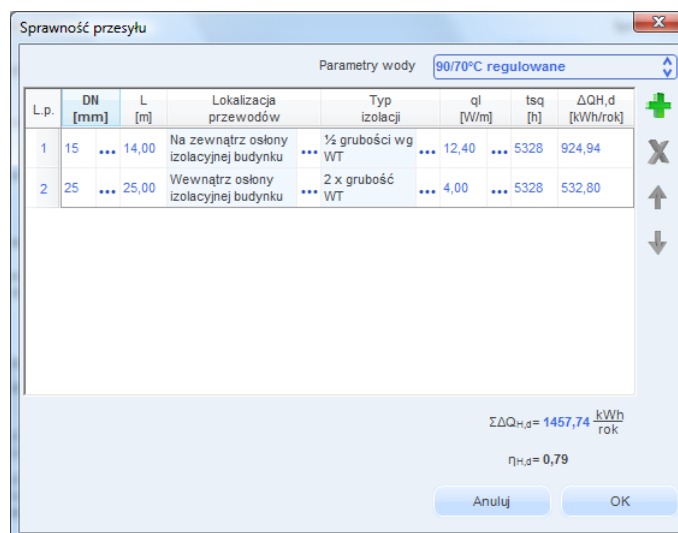 Sprawność przesyłu
Parametry wody 90/70°C regulowane
L.p. DN [mm] L [m] Lokalizacja przewodów Typ izolacji ql [W/m] tsq [h] ΔQH,d [kWh/rok]
1 15 ... 14,00 Na zewnątrz osłony izolacyjnej budynku ... ½ grubości wg WT ... 12,40 ... 5328 924,94
2 25 ... 25,00 Wewnątrz osłony izolacyjnej budynku ... 2 x grubość WT ... 4,00 ... 5328 532,80
ΣΔQH,d= 1457,74 kWh/rok
ηH,d= 0,79
Anuluj OK